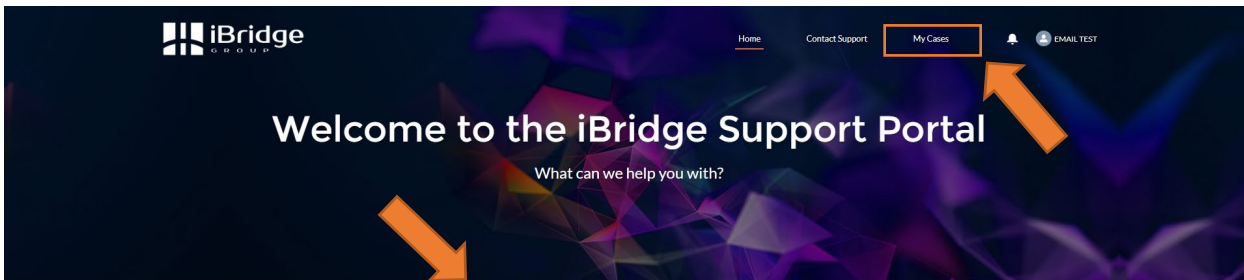 iBridge
GROUP
Home Contact Support My Cases EMAIL TEST
Welcome to the iBridge Support Portal
What can we help you with?